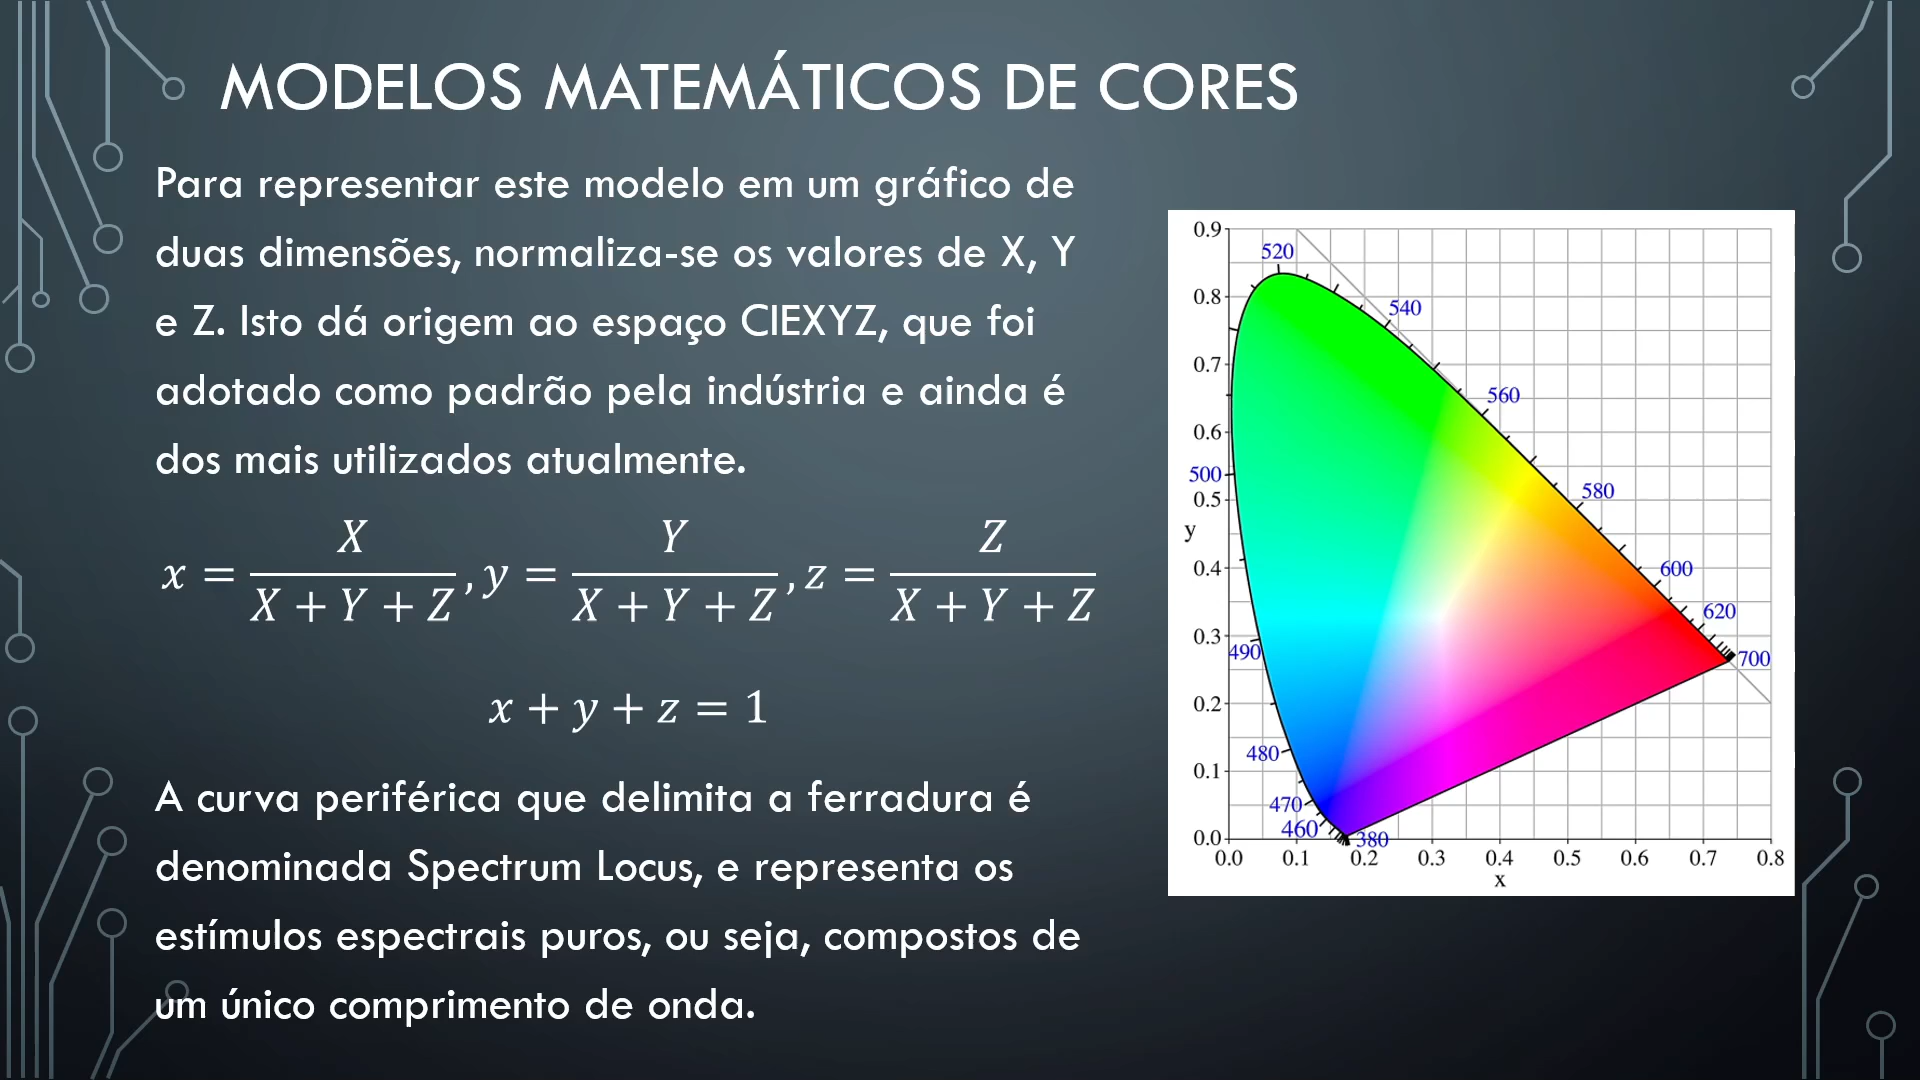 MODELOS MATEMÁTICOS DE CORES
Para representar este modelo em um gráfico de
duas dimensões, normaliza-se os valores de X, Y
e Z. Isto dá origem ao espaço CIEXYZ, que foi
adotado como padrão pela indústria e ainda é
dos mais utilizados atualmente.
x = X / (X + Y + Z), y = Y / (X + Y + Z), z = Z / (X + Y + Z)
x + y + z = 1
A curva periférica que delimita a ferradura é
denominada Spectrum Locus, e representa os
estímulos espectrais puros, ou seja, compostos de
um único comprimento de onda.
0.9
520
0.8
540
0.7
560
0.6
500
580
0.5
y
0.4
600
620
0.3
490
700
0.2
480
0.1
470
460
380
0.0
0.0 0.1 0.2 0.3 0.4 0.5 0.6 0.7 0.8
x